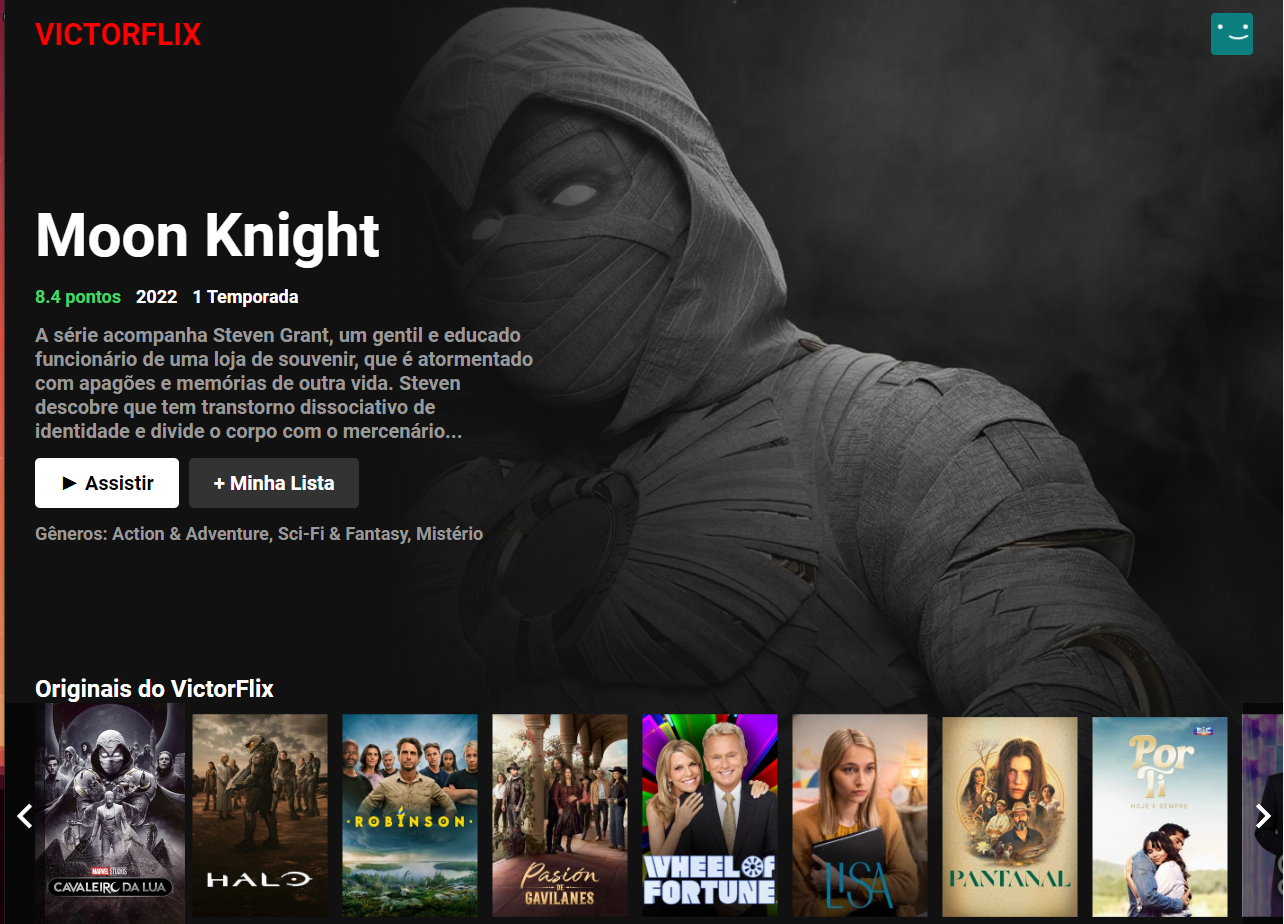 VICTORFLIX
Moon Knight
8.4 pontos 2022 1 Temporada
A série acompanha Steven Grant, um gentil e educado
funcionário de uma loja de souvenir, que é atormentado
com apagões e memórias de outra vida. Steven
descobre que tem transtorno dissociativo de
identidade e divide o corpo com o mercenário...
► Assistir
+ Minha Lista
Gêneros: Action & Adventure, Sci-Fi & Fantasy, Mistério
Originais do VictorFlix
MARVEL STUDIOS
CAVALEIRO DA LUA
HALO
·ROBINSON·
Pasión
DE
GAVILANES
WHEEL OF
FORTUNE
LISA
PANTANAL
SIC
Por
Ti
HOJE E SEMPRE